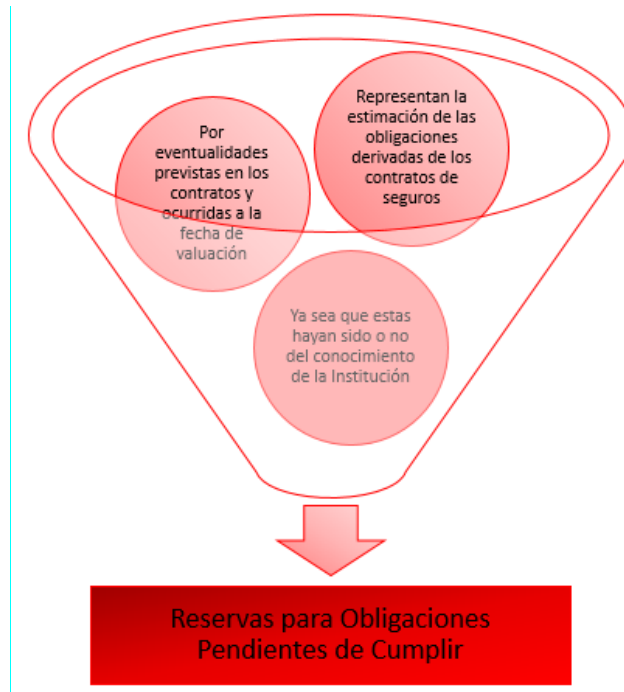 Representan la
estimación de las
obligaciones
derivadas de los
contratos de
seguros
Por
eventualidades
previstas en los
contratos y
ocurridas a la
fecha de
valuación
Ya sea que estas
hayan sido o no
del conocimiento
de la Institución
Reservas para Obligaciones
Pendientes de Cumplir